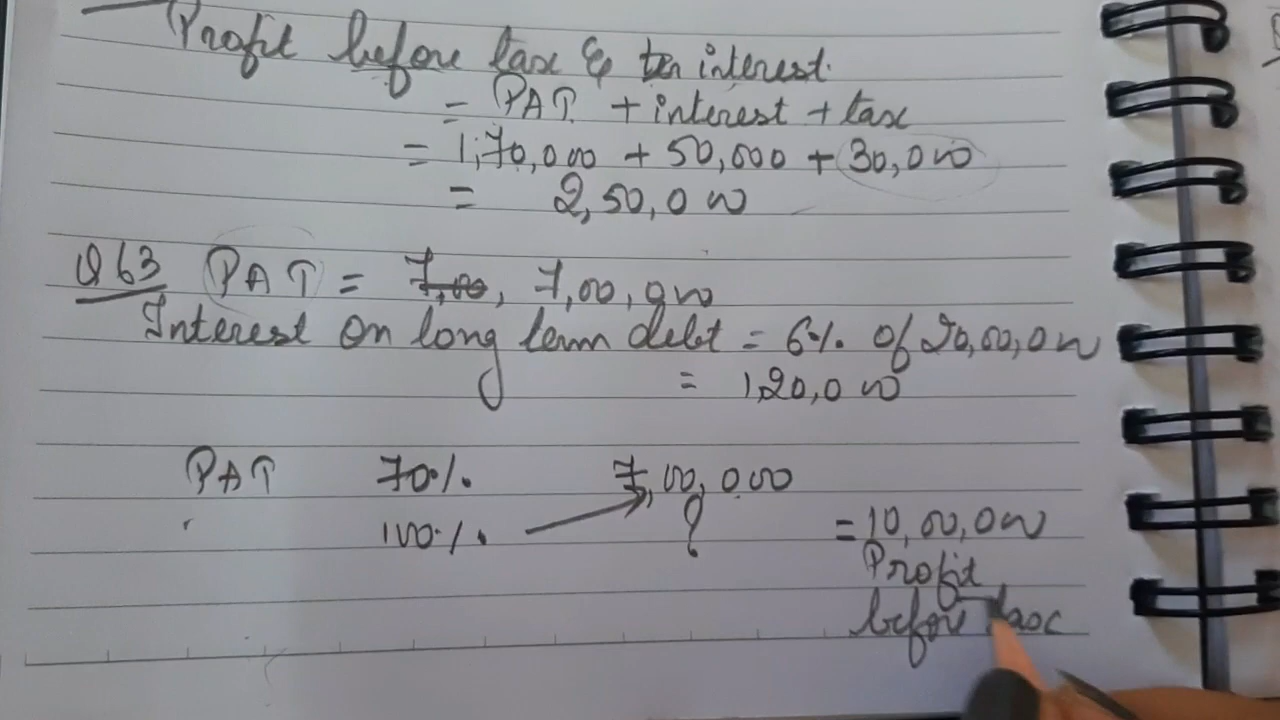 Profit before tax & interest.
= PAT + interest + tax
= 1,70,000 + 50,000 + 30,000
= 2,50,000
Q63 PAT = 7,00, 7,00,000
Interest on long term debt = 6% of 20,00,000
= 1,20,000
PAT 70% 7,00,000
100% ? = 10,00,000
Profit
before tax